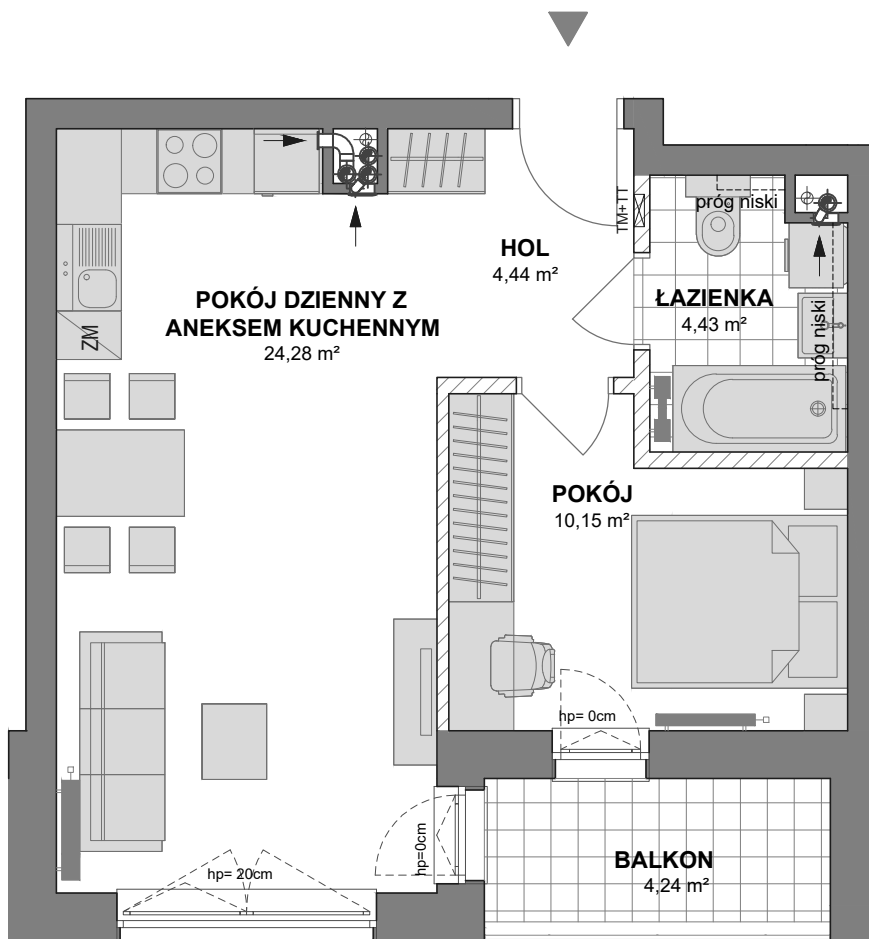 TM+TT
próg niski
HOL
4,44 m²
POKÓJ DZIENNY Z
ANEKSEM KUCHENNYM
24,28 m²
ŁAZIENKA
4,43 m²
próg niski
ZM
POKÓJ
10,15 m²
hp= 0cm
hp=0cm
hp= 20cm
BALKON
4,24 m²